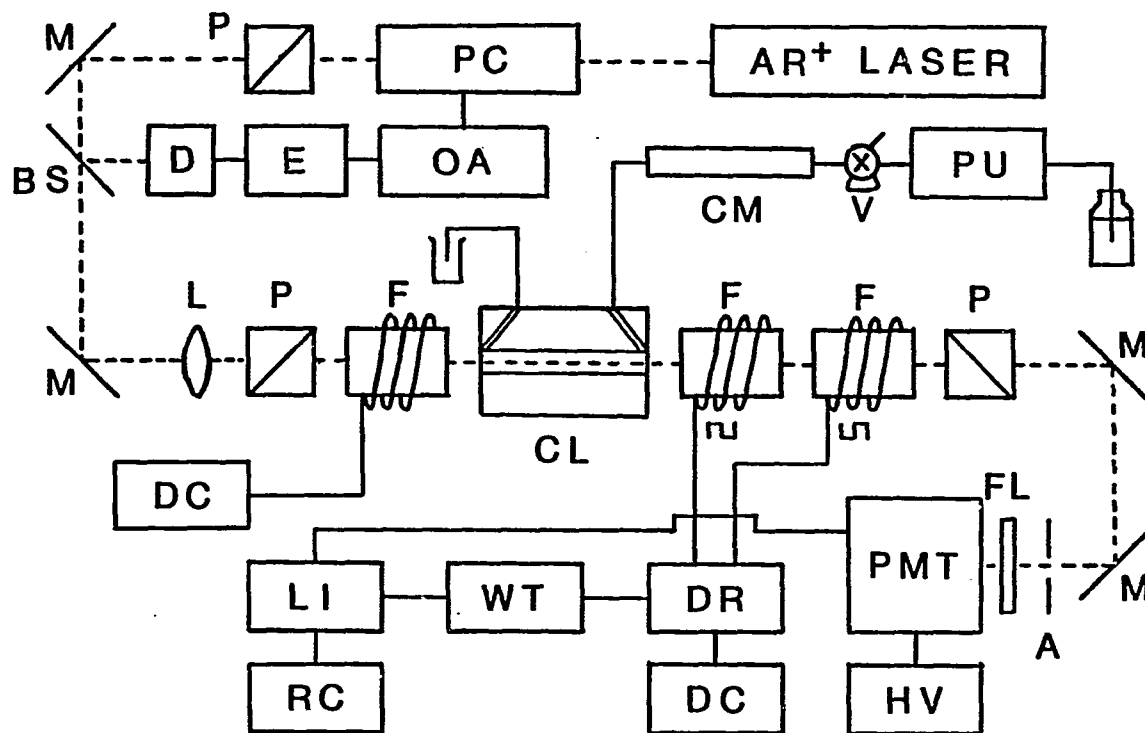 M P PC AR+ LASER
BS D E OA
CM V PU
L P F F F P
M CL M
DC FL
LI WT DR PMT M
A
RC DC HV